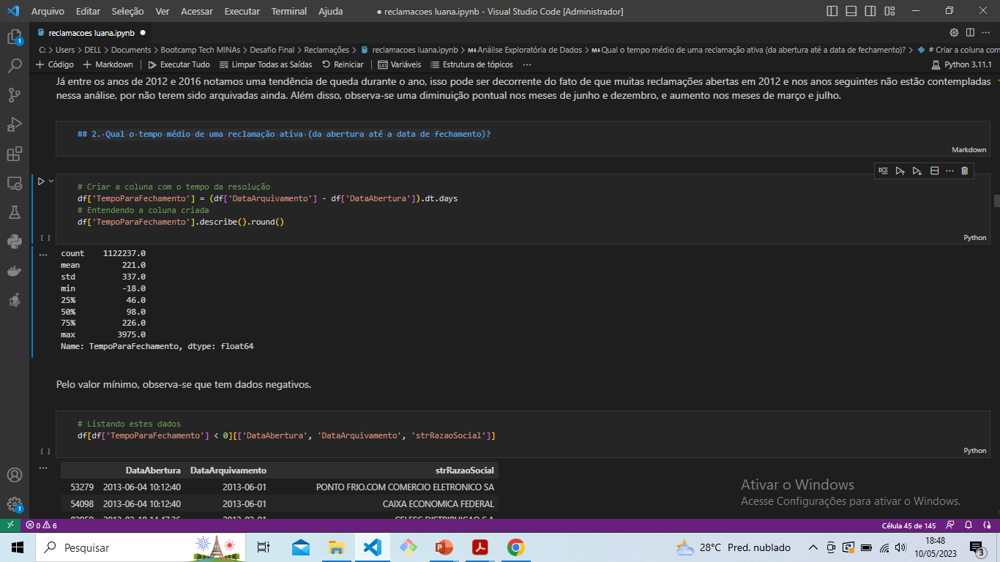 Arquivo Editar Seleção Ver Acessar Executar Terminal Ajuda ● reclamacoes luana.ipynb - Visual Studio Code [Administrador]
reclamacoes luana.ipynb ●
C: > Users > DELL > Documents > Bootcamp Tech MINAs > Desafio Final > Reclamações > reclamacoes luana.ipynb > Análise Exploratória de Dados > Qual o tempo médio de uma reclamação ativa (da abertura até a data de fechamento)? > # Criar a coluna com
+ Código + Markdown Executar Tudo Limpar Todas as Saídas Reiniciar Variáveis Estrutura de tópicos ... Python 3.11.1
Já entre os anos de 2012 e 2016 notamos uma tendência de queda durante o ano, isso pode ser decorrente do fato de que muitas reclamações abertas em 2012 e nos anos seguintes não estão contempladas
nessa análise, por não terem sido arquivadas ainda. Além disso, observa-se uma diminuição pontual nos meses de junho e dezembro, e aumento nos meses de março e julho.
## 2. Qual o tempo médio de uma reclamação ativa (da abertura até a data de fechamento)?
Markdown
# Criar a coluna com o tempo da resolução
df['TempoParaFechamento'] = (df['DataArquivamento'] - df['DataAbertura']).dt.days
# Entendendo a coluna criada
df['TempoParaFechamento'].describe().round()
[ ] Python
... count 1122237.0
mean 221.0
std 337.0
min -18.0
25% 46.0
50% 98.0
75% 226.0
max 3975.0
Name: TempoParaFechamento, dtype: float64
Pelo valor mínimo, observa-se que tem dados negativos.
# Listando estes dados
df[df['TempoParaFechamento'] < 0][['DataAbertura', 'DataArquivamento', 'strRazaoSocial']]
[ ] Python
... DataAbertura DataArquivamento strRazaoSocial
53279 2013-06-04 10:12:40 2013-06-01 PONTO FRIO.COM COMERCIO ELETRONICO SA
54098 2013-06-04 10:12:40 2013-06-01 CAIXA ECONOMICA FEDERAL
Ativar o Windows
Acesse Configurações para ativar o Windows.
0 6 Célula 45 de 145
Pesquisar 28°C Pred. nublado 18:48
10/05/2023 3